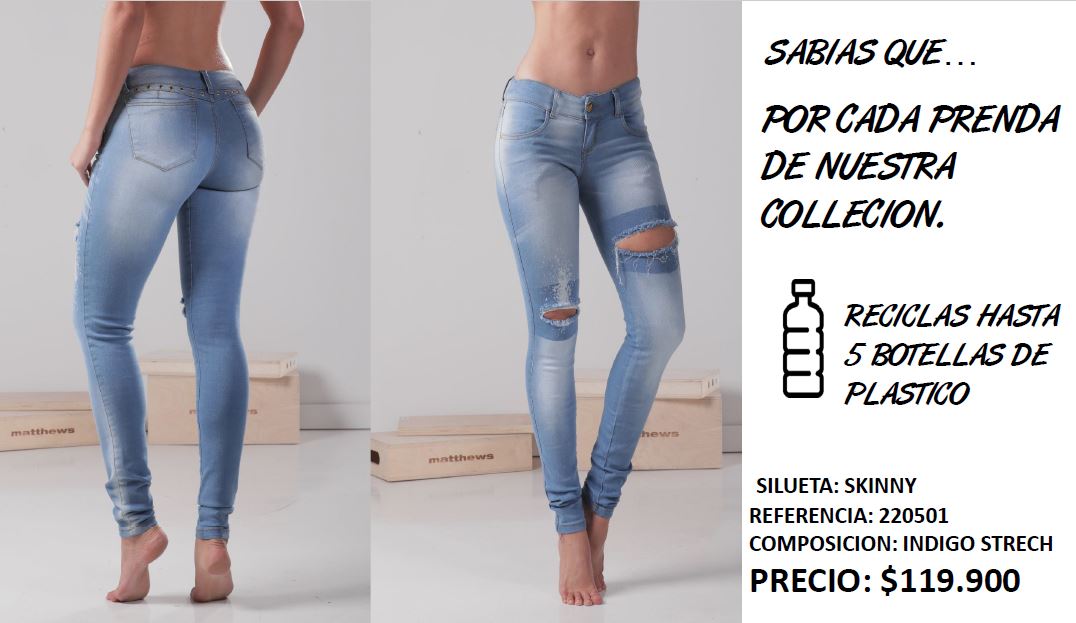 SABIAS QUE...
POR CADA PRENDA
DE NUESTRA
COLLECION.
RECICLAS HASTA
5 BOTELLAS DE
PLASTICO
SILUETA: SKINNY
REFERENCIA: 220501
COMPOSICION: INDIGO STRECH
PRECIO: $119.900
matthews
matthews